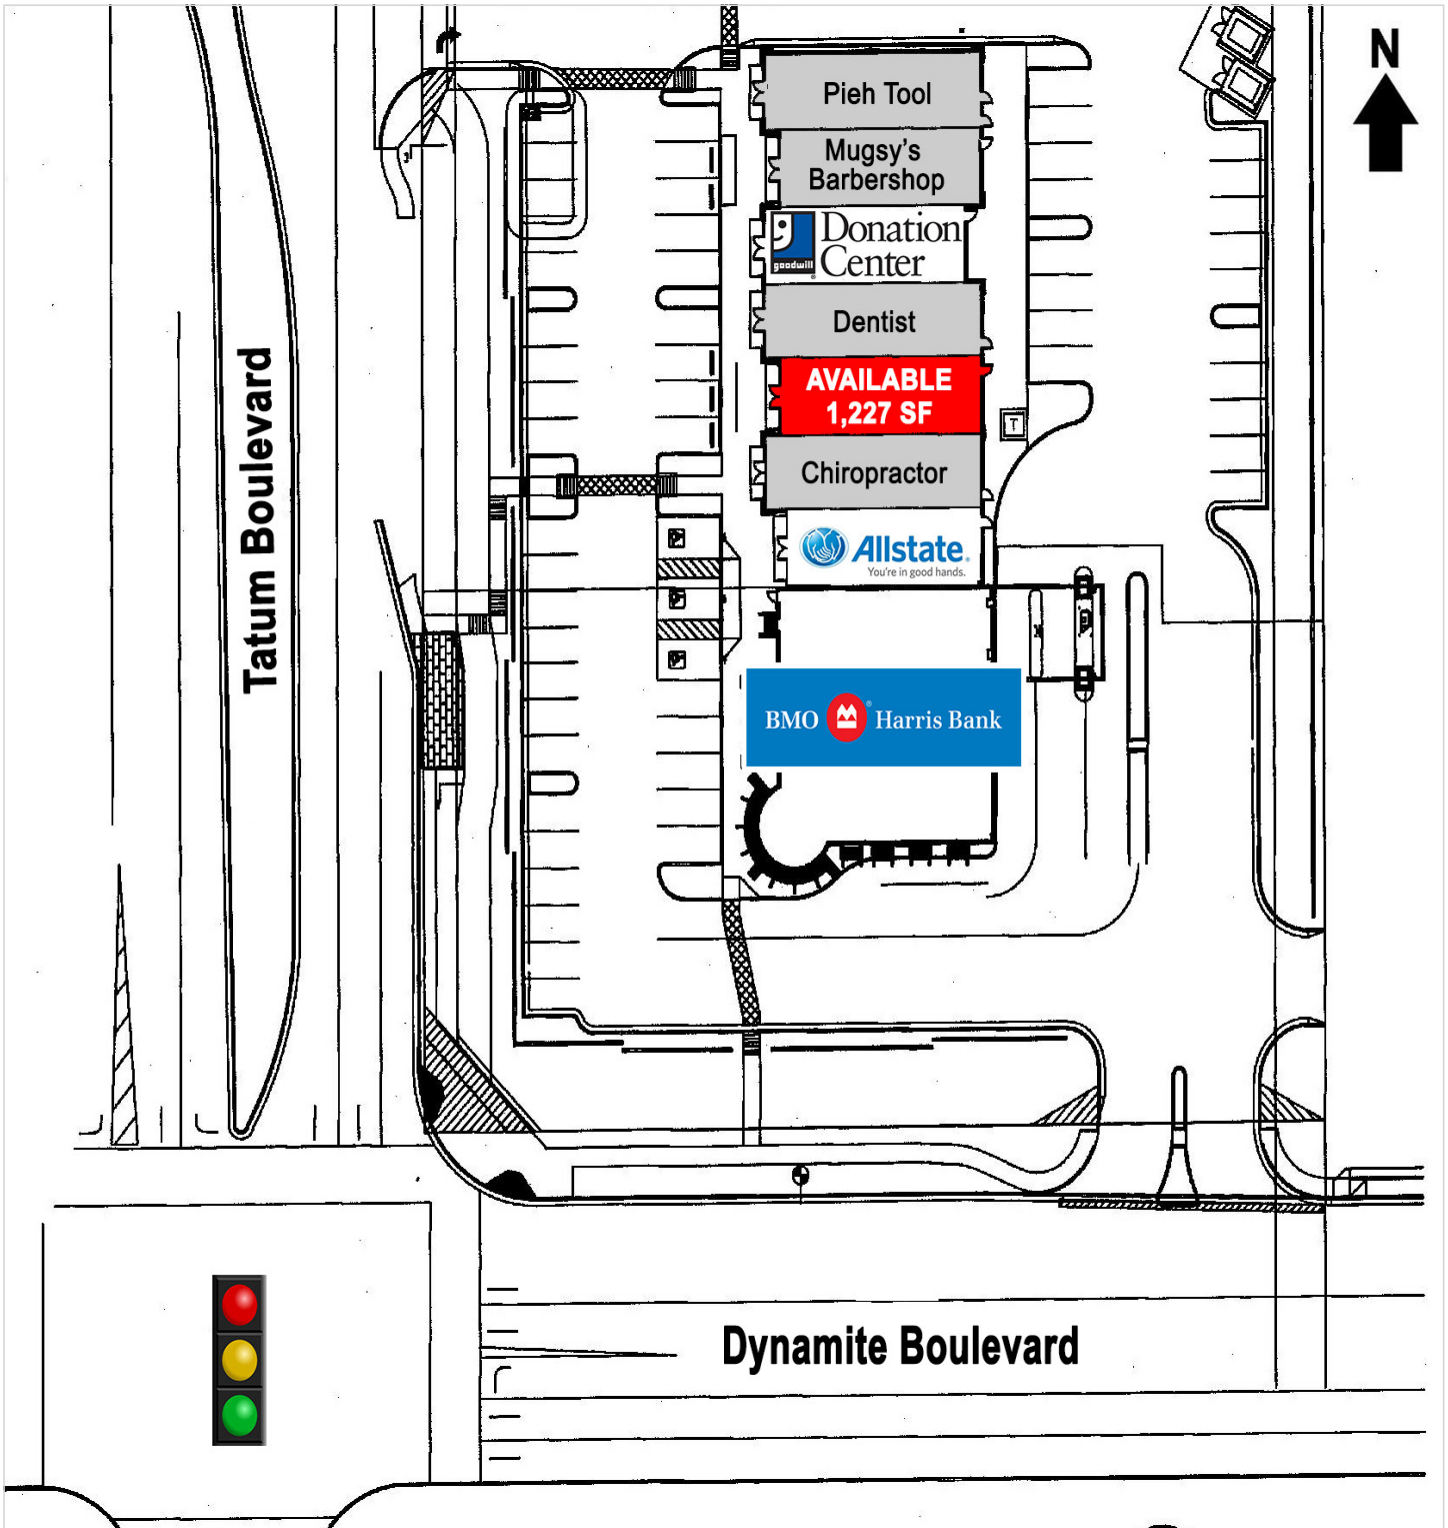 N
Pieh Tool
Mugsy's
Barbershop
goodwill
Donation
Center
Dentist
AVAILABLE
1,227 SF
T
Chiropractor
Allstate.
You're in good hands.
BMO Harris Bank
Tatum Boulevard
Dynamite Boulevard